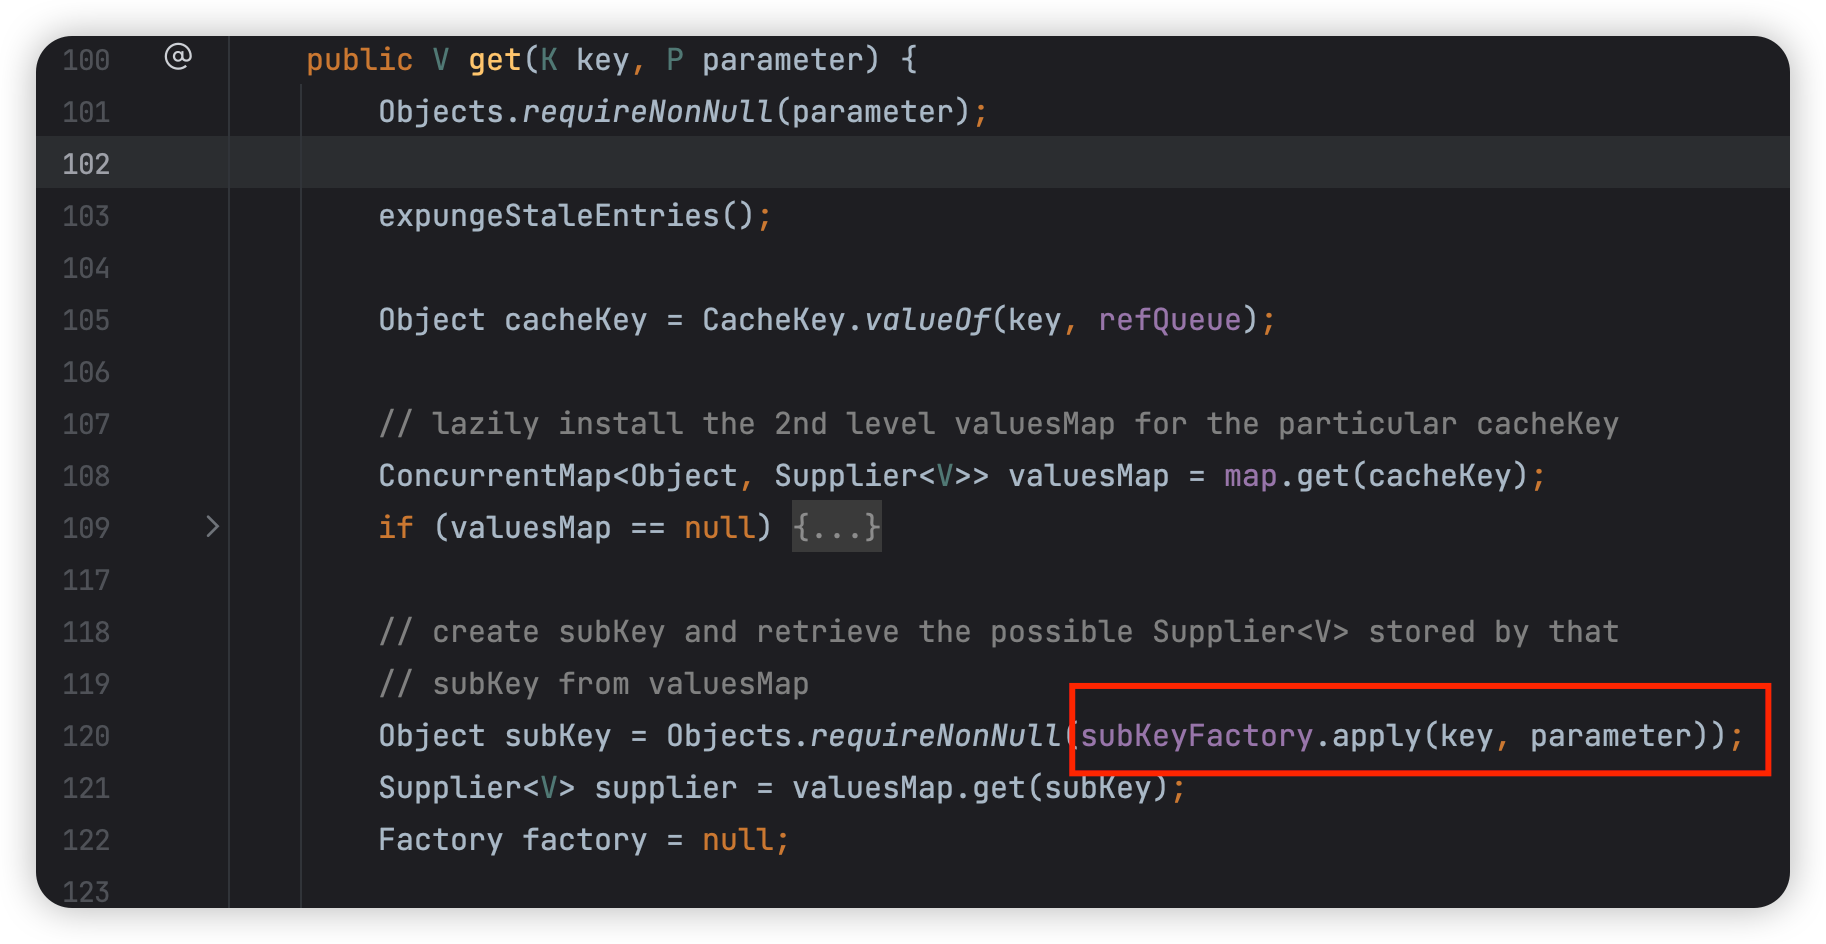 100 @ public V get(K key, P parameter) {
101 Objects.requireNonNull(parameter);
102
103 expungeStaleEntries();
104
105 Object cacheKey = CacheKey.valueOf(key, refQueue);
106
107 // lazily install the 2nd level valuesMap for the particular cacheKey
108 ConcurrentMap<Object, Supplier<V>> valuesMap = map.get(cacheKey);
109 if (valuesMap == null) {...}
117
118 // create subKey and retrieve the possible Supplier<V> stored by that
119 // subKey from valuesMap
120 Object subKey = Objects.requireNonNull(subKeyFactory.apply(key, parameter));
121 Supplier<V> supplier = valuesMap.get(subKey);
122 Factory factory = null;
123